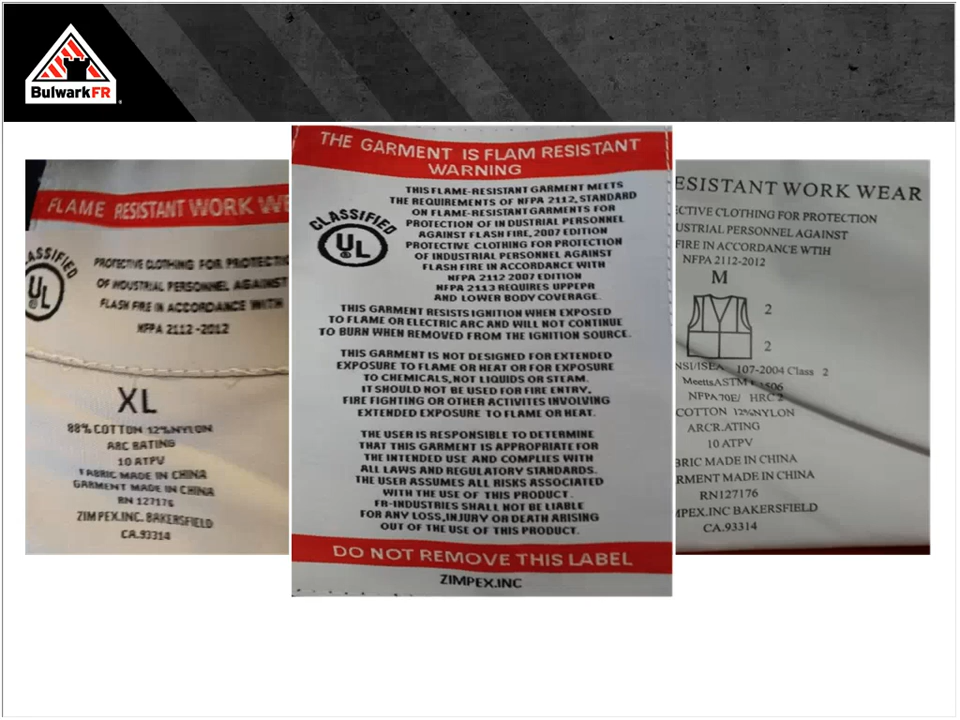 BulwarkFR
FLAME RESISTANT WORK WE
CLASSIFIED
UL
PROTECTIVE CLOTHING FOR PROTECTIO
OF INDUSTRIAL PERSONNEL AGAINST
FLASH FIRE IN ACCORDANCE WITH
NFPA 2112 -2012
XL
88% COTTON 12%NYLON
ARC RATING
10 ATPV
FABRIC MADE IN CHINA
GARMENT MADE IN CHINA
RN 127176
ZIM PEX.INC. BAKERSFIELD
CA.93314
THE GARMENT IS FLAM RESISTANT
WARNING
CLASSIFIED
UL
THIS FLAME-RESISTANT GARMENT MEETS
THE REQUIREMENTS OF NFPA 2112, STANDARD
ON FLAME-RESISTANT GARMENTS FOR
PROTECTION OF IN DUSTRIAL PERSONNEL
AGAINST FLASH FIRE, 2007 EDITION
PROTECTIVE CLOTHING FOR PROTECTION
OF INDUSTRIAL PERSONNEL AGAINST
FLASH FIRE IN ACCORDANCE WITH
NFPA 2112 2007 EDITION
NFPA 2113 REQUIRES UPPEPR
AND LOWER BODY COVERAGE.
THIS GARMENT RESISTS IGNITION WHEN EXPOSED
TO FLAME OR ELECTRIC ARC AND WILL NOT CONTINUE
TO BURN WHEN REMOVED FROM THE IGNITION SOURCE.
THIS GARMENT IS NOT DESIGNED FOR EXTENDED
EXPOSURE TO FLAME OR HEAT OR FOR EXPOSURE
TO CHEMICALS, NOT LIQUIDS OR STEAM.
IT SHOULD NOT BE USED FOR FIRE ENTRY,
FIRE FIGHTING OR OTHER ACTIVITES INVOLVING
EXTENDED EXPOSURE TO FLAME OR HEAT.
THE USER IS RESPONSIBLE TO DETERMINE
THAT THIS GARMENT IS APPROPRIATE FOR
THE INTENDED USE AND COMPLIES WITH
ALL LAWS AND REGULATORY STANDARDS.
THE USER ASSUMES ALL RISKS ASSOCIATED
WITH THE USE OF THIS PRODUCT.
FR-INDUSTRIES SHALL NOT BE LIABLE
FOR ANY LOSS,INJURY OR DEATH ARISING
OUT OF THE USE OF THIS PRODUCT.
DO NOT REMOVE THIS LABEL
ZIMPEX.INC
ESISTANT WORK WEAR
ECTIVE CLOTHING FOR PROTECTION
USTRIAL PERSONNEL AGAINST
FIRE IN ACCORDANCE WTIH
NFPA 2112-2012
M
2
2
NSI/ISEA 107-2004 Class 2
MeettsASTM 1506
NFPA 70E/ HRC 2
COTTON 12%NYLON
ARCR.ATING
10 ATPV
BRIC MADE IN CHINA
RMENT MADE IN CHINA
RN127176
MPEX.INC BAKERSFIELD
CA.93314